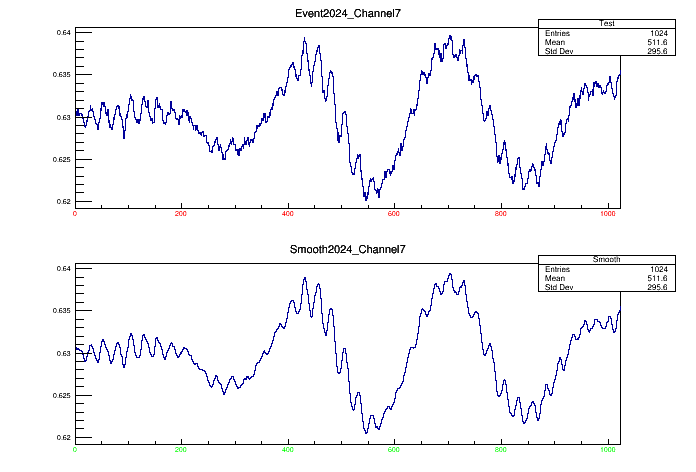 Event2024_Channel7
Test
Entries 1024
Mean 511.6
Std Dev 295.6
0.64
0.635
0.63
0.625
0.62
0 200 400 600 800 1000
Smooth2024_Channel7
Smooth
Entries 1024
Mean 511.6
Std Dev 295.6
0.64
0.635
0.63
0.625
0.62
0 200 400 600 800 1000